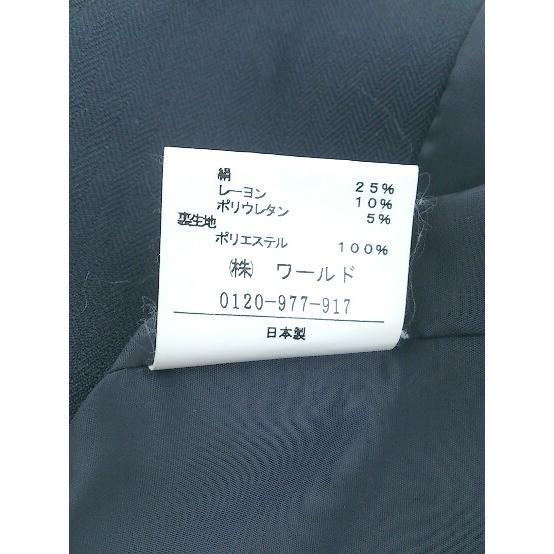 絹 25%
レーヨン 10%
ポリウレタン 5%
裏生地
ポリエステル 100%
㈱ ワールド
0120-977-917
日本製